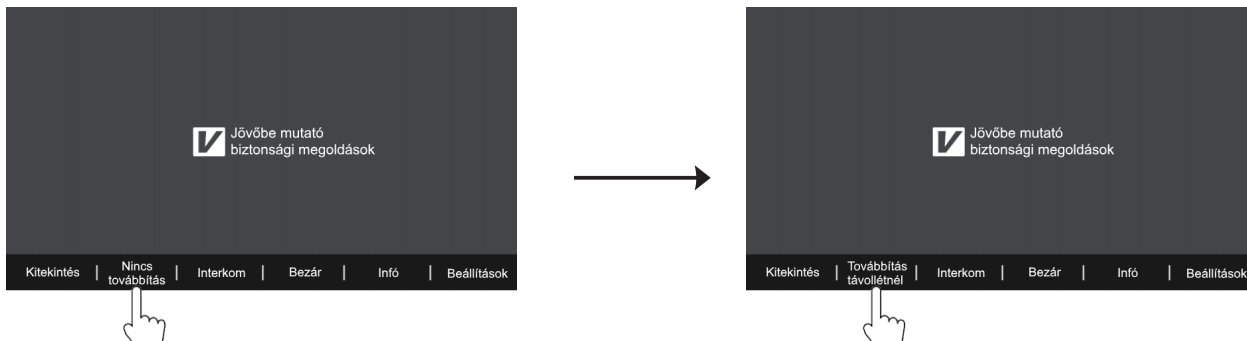 Jövőbe mutató
biztonsági megoldások
Kitekintés | Nincs továbbítás | Interkom | Bezár | Infó | Beállítások
Jövőbe mutató
biztonsági megoldások
Kitekintés | Továbbítás távollétnél | Interkom | Bezár | Infó | Beállítások